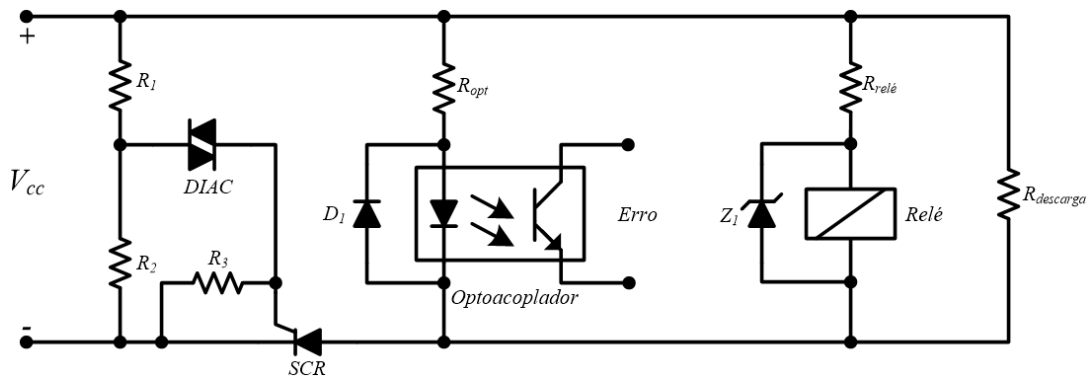 +
R1
Ropt
Rrelé
Vcc
DIAC
D1
Erro
Z1
Relé
Rdescarga
R2
R3
Optoacoplador
-
SCR